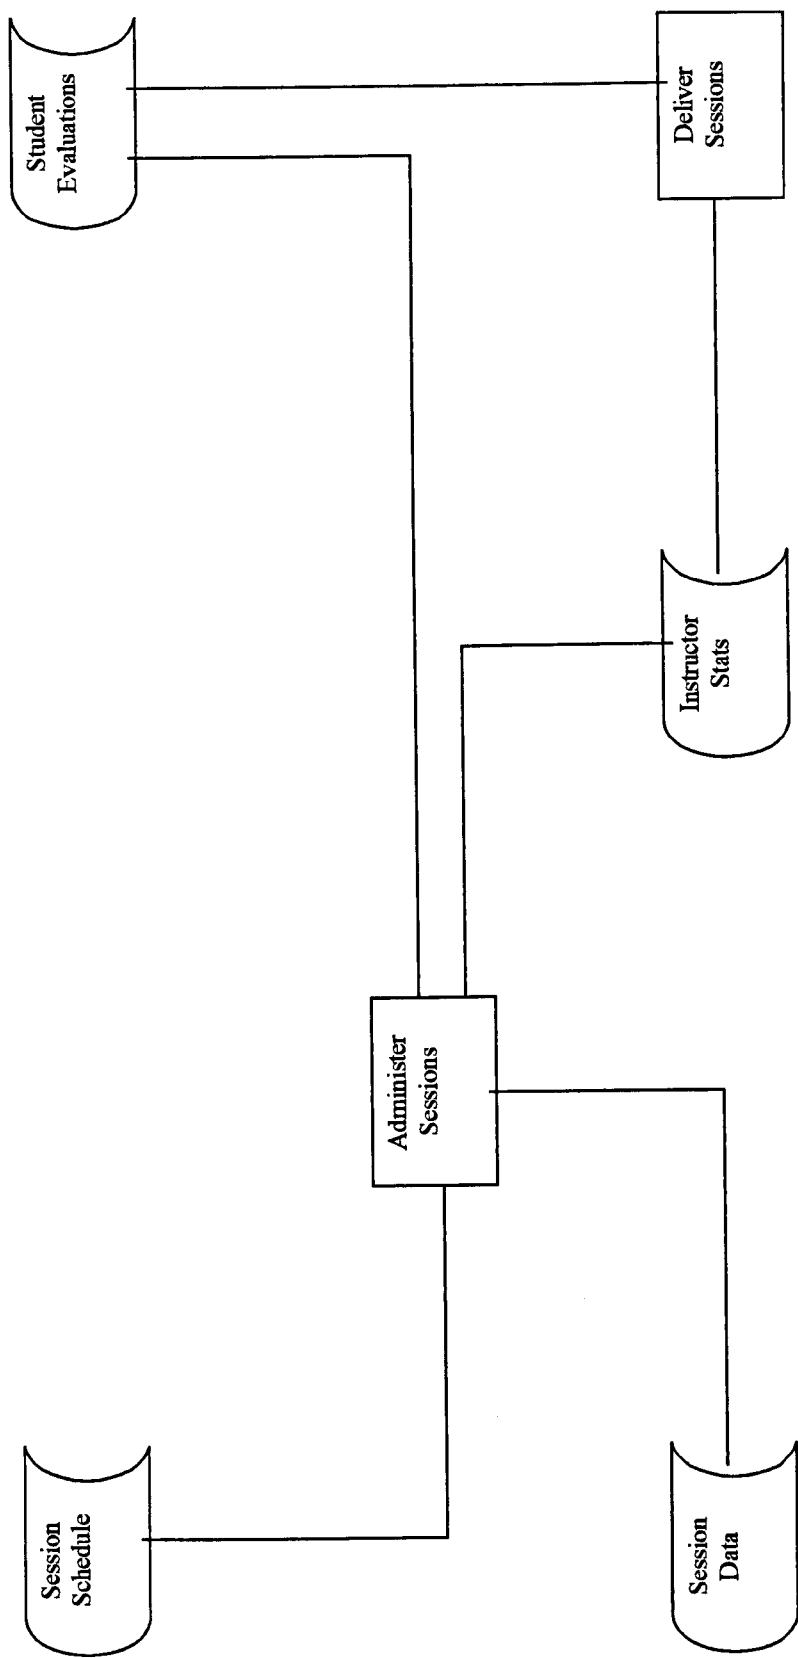 Session
Schedule
Student
Evaluations
Administer
Sessions
Session
Data
Instructor
Stats
Deliver
Sessions